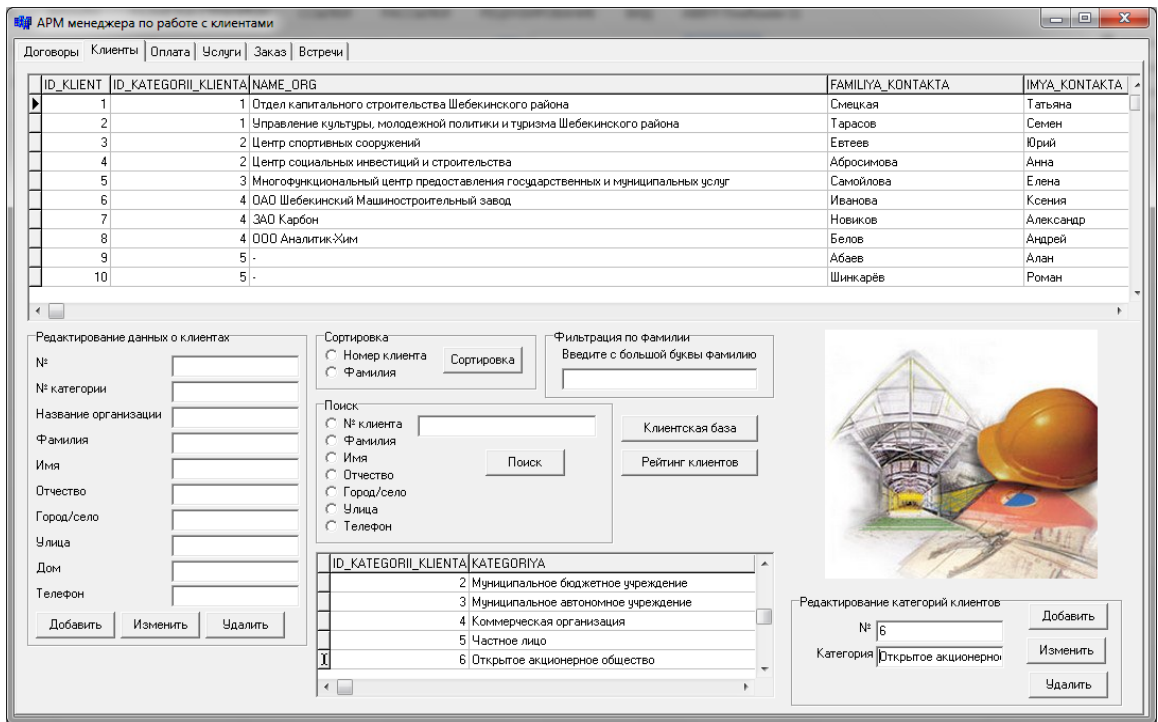 АРМ менеджера по работе с клиентами
Договоры Клиенты Оплата Услуги Заказ Встречи
ID_KLIENT ID_KATEGORII_KLIENTA NAME_ORG FAMILIYA_KONTAKTA IMYA_KONTAKTA
1 1 Отдел капитального строительства Шебекинского района Смецкая Татьяна
2 1 Управление культуры, молодежной политики и туризма Шебекинского района Тарасов Семен
3 2 Центр спортивных сооружений Евтеев Юрий
4 2 Центр социальных инвестиций и строительства Абросимова Анна
5 3 Многофункциональный центр предоставления государственных и муниципальных услуг Самойлова Елена
6 4 ОАО Шебекинский Машиностроительный завод Иванова Ксения
7 4 ЗАО Карбон Новиков Александр
8 4 ООО Аналитик-Хим Белов Андрей
9 5 - Абаев Алан
10 5 - Шинкарёв Роман
Редактирование данных о клиентах
№
№ категории
Название организации
Фамилия
Имя
Отчество
Город/село
Улица
Дом
Телефон
Добавить Изменить Удалить
Сортировка
Номер клиента
Фамилия
Сортировка
Фильтрация по фамилии
Введите с большой буквы фамилию
Поиск
№ клиента
Фамилия
Имя
Отчество
Город/село
Улица
Телефон
Поиск
Клиентская база
Рейтинг клиентов
ID_KATEGORII_KLIENTA KATEGORIYA
2 Муниципальное бюджетное учреждение
3 Муниципальное автономное учреждение
4 Коммерческая организация
5 Частное лицо
6 Открытое акционерное общество
Редактирование категорий клиентов
№ 6
Категория Открытое акционерно
Добавить
Изменить
Удалить